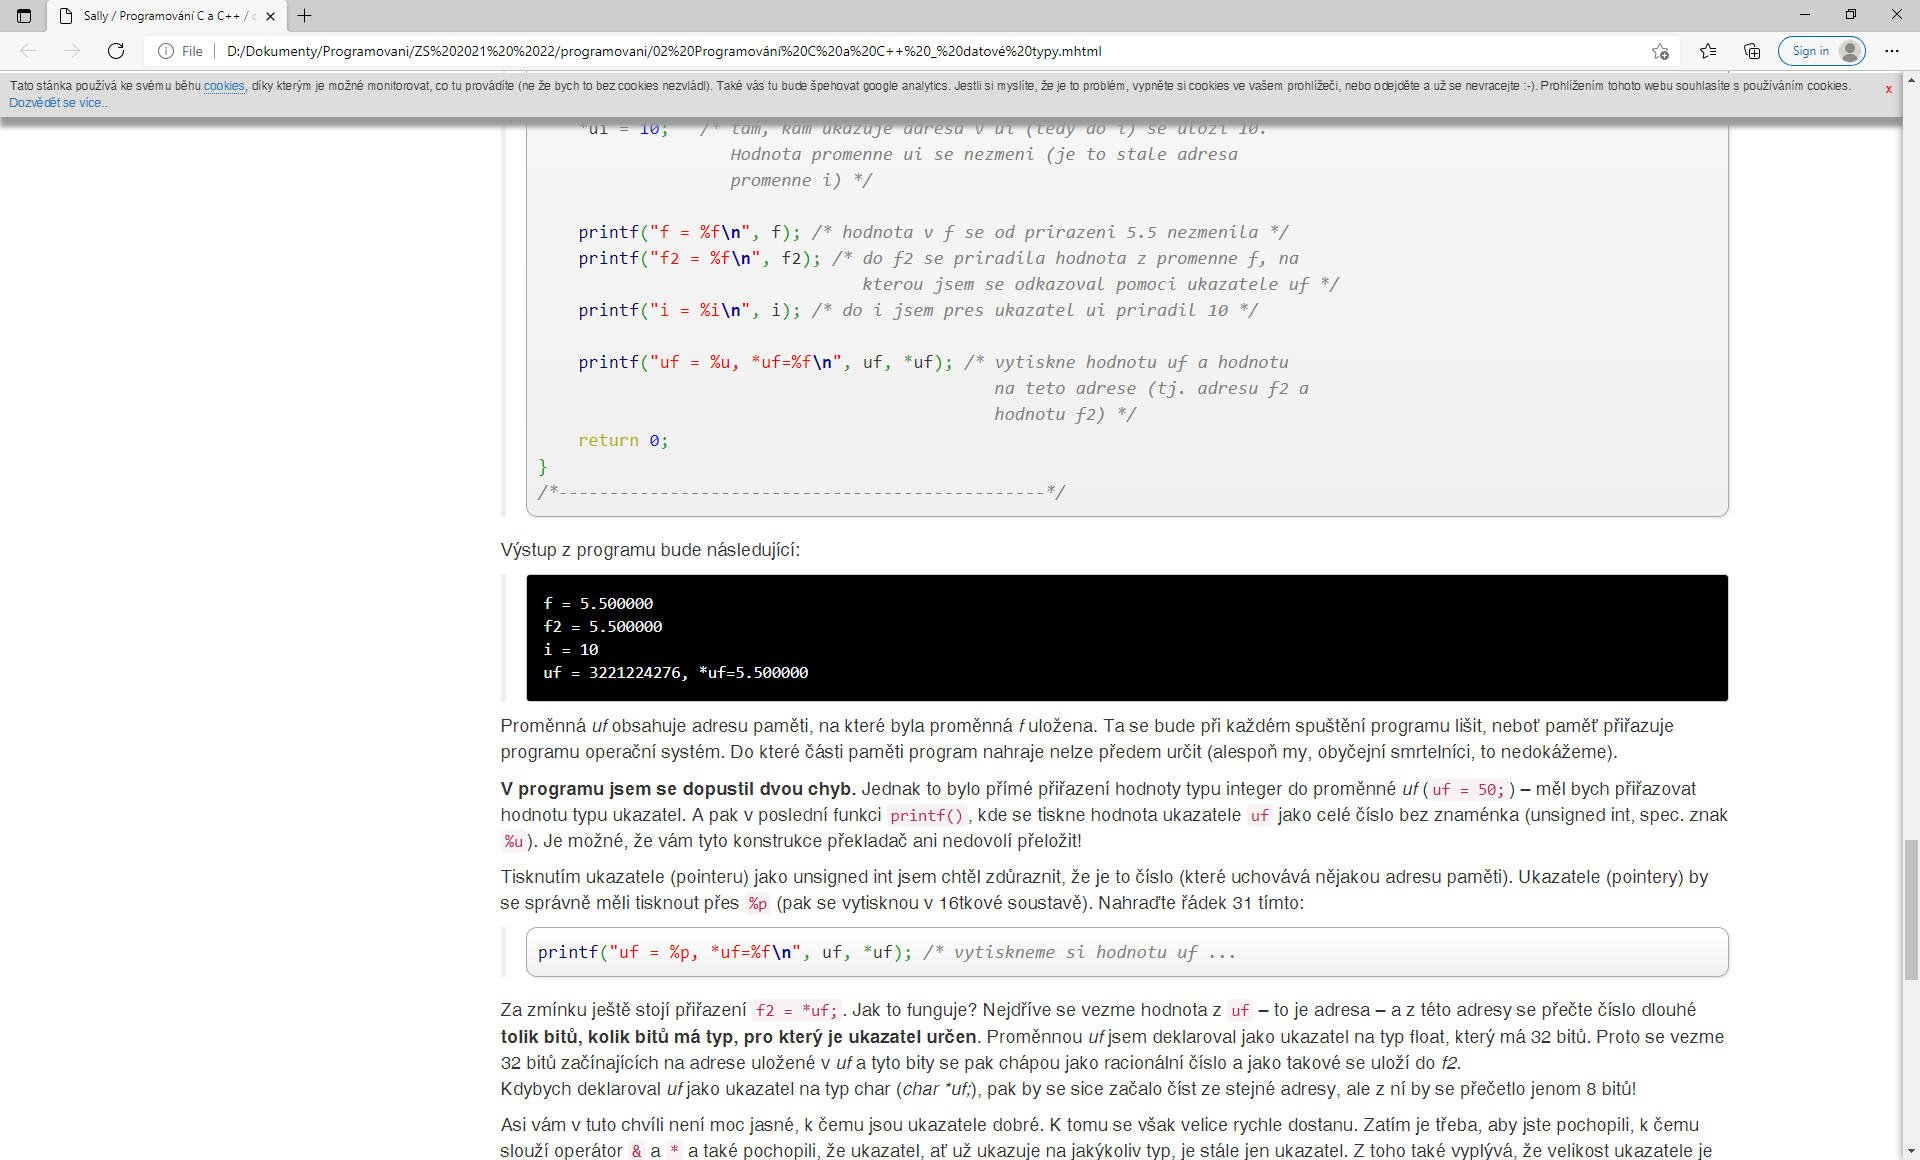 Sally / Programování C a C++ / d
File
D:/Dokumenty/Programovani/ZS%202021%20%2022/programovani/02%20Programování%20C%20a%20C++%20_%20datové%20typy.mhtml
Sign in
Tato stánka používá ke svému běhu cookies, díky kterým je možné monitorovat, co tu provádíte (ne že bych to bez cookies nezvládl). Také vás tu bude špehovat google analytics. Jestli si myslíte, že je to problém, vypněte si cookies ve vašem prohlížeči, nebo odejděte a už se nevracejte :-). Prohlížením tohoto webu souhlasíte s používáním cookies.
Dozvědět se více..
x
*ui = 10;   /* tam, kam ukazuje adresa v ui (tedy do i) se ulozi 10.
Hodnota promenne ui se nezmeni (je to stale adresa
promenne i) */
printf("f = %f\n", f); /* hodnota v f se od prirazeni 5.5 nezmenila */
printf("f2 = %f\n", f2); /* do f2 se priradila hodnota z promenne f, na
kterou jsem se odkazoval pomoci ukazatele uf */
printf("i = %i\n", i); /* do i jsem pres ukazatel ui priradil 10 */
printf("uf = %u, *uf=%f\n", uf, *uf); /* vytiskne hodnotu uf a hodnotu
na teto adrese (tj. adresu f2 a
hodnotu f2) */
return 0;
}
/*------------------------------------------------*/
Výstup z programu bude následující:
f = 5.500000
f2 = 5.500000
i = 10
uf = 3221224276, *uf=5.500000
Proměnná uf obsahuje adresu paměti, na které byla proměnná f uložena. Ta se bude při každém spuštění programu lišit, neboť paměť přiřazuje
programu operační systém. Do které části paměti program nahraje nelze předem určit (alespoň my, obyčejní smrtelníci, to nedokážeme).
V programu jsem se dopustil dvou chyb. Jednak to bylo přímé přiřazení hodnoty typu integer do proměnné uf (uf = 50;) – měl bych přiřazovat
hodnotu typu ukazatel. A pak v poslední funkci printf(), kde se tiskne hodnota ukazatele uf jako celé číslo bez znaménka (unsigned int, spec. znak
%u). Je možné, že vám tyto konstrukce překladač ani nedovolí přeložit!
Tisknutím ukazatele (pointeru) jako unsigned int jsem chtěl zdůraznit, že je to číslo (které uchovává nějakou adresu paměti). Ukazatele (pointery) by
se správně měli tisknout přes %p (pak se vytisknou v 16tkové soustavě). Nahraďte řádek 31 tímto:
printf("uf = %p, *uf=%f\n", uf, *uf); /* vytiskneme si hodnotu uf ...
Za zmínku ještě stojí přiřazení f2 = *uf;. Jak to funguje? Nejdříve se vezme hodnota z uf – to je adresa – a z této adresy se přečte číslo dlouhé
tolik bitů, kolik bitů má typ, pro který je ukazatel určen. Proměnnou uf jsem deklaroval jako ukazatel na typ float, který má 32 bitů. Proto se vezme
32 bitů začínajících na adrese uložené v uf a tyto bity se pak chápou jako racionální číslo a jako takové se uloží do f2.
Kdybych deklaroval uf jako ukazatel na typ char (char *uf;), pak by se sice začalo číst ze stejné adresy, ale z ní by se přečetlo jenom 8 bitů!
Asi vám v tuto chvíli není moc jasné, k čemu jsou ukazatele dobré. K tomu se však velice rychle dostanu. Zatím je třeba, aby jste pochopili, k čemu
slouží operátor & a * a také pochopili, že ukazatel, ať už ukazuje na jakýkoliv typ, je stále jen ukazatel. Z toho také vyplývá, že velikost ukazatele je